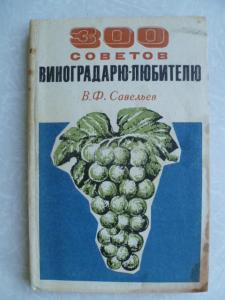 300
СОВЕТОВ
ВИНОГРАДАРЮ-ЛЮБИТЕЛЮ
В.Ф. Савельев